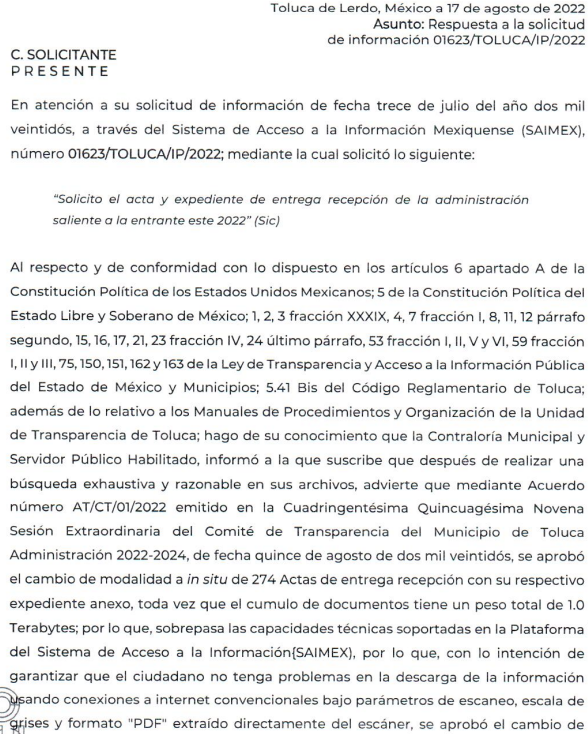 Toluca de Lerdo, México a 17 de agosto de 2022
Asunto: Respuesta a la solicitud
de información 01623/TOLUCA/IP/2022
C. SOLICITANTE
P R E S E N T E
En atención a su solicitud de información de fecha trece de julio del año dos mil
veintidós, a través del Sistema de Acceso a la Información Mexiquense (SAIMEX),
número 01623/TOLUCA/IP/2022; mediante la cual solicitó lo siguiente:
"Solicito el acta y expediente de entrega recepción de la administración
saliente a la entrante este 2022" (Sic)
Al respecto y de conformidad con lo dispuesto en los artículos 6 apartado A de la
Constitución Política de los Estados Unidos Mexicanos; 5 de la Constitución Política del
Estado Libre y Soberano de México; 1, 2, 3 fracción XXXIX, 4, 7 fracción I, 8, 11, 12 párrafo
segundo, 15, 16, 17, 21, 23 fracción IV, 24 último párrafo, 53 fracción I, II, V y VI, 59 fracción
I, II y III, 75, 150, 151, 162 y 163 de la Ley de Transparencia y Acceso a la Información Pública
del Estado de México y Municipios; 5.41 Bis del Código Reglamentario de Toluca;
además de lo relativo a los Manuales de Procedimientos y Organización de la Unidad
de Transparencia de Toluca; hago de su conocimiento que la Contraloría Municipal y
Servidor Público Habilitado, informó a la que suscribe que después de realizar una
búsqueda exhaustiva y razonable en sus archivos, advierte que mediante Acuerdo
número AT/CT/01/2022 emitido en la Cuadringentésima Quincuagésima Novena
Sesión Extraordinaria del Comité de Transparencia del Municipio de Toluca
Administración 2022-2024, de fecha quince de agosto de dos mil veintidós, se aprobó
el cambio de modalidad a in situ de 274 Actas de entrega recepción con su respectivo
expediente anexo, toda vez que el cumulo de documentos tiene un peso total de 1.0
Terabytes; por lo que, sobrepasa las capacidades técnicas soportadas en la Plataforma
del Sistema de Acceso a la Información{SAIMEX), por lo que, con lo intención de
garantizar que el ciudadano no tenga problemas en la descarga de la información
usando conexiones a internet convencionales bajo parámetros de escaneo, escala de
grises y formato "PDF" extraído directamente del escáner, se aprobó el cambio de